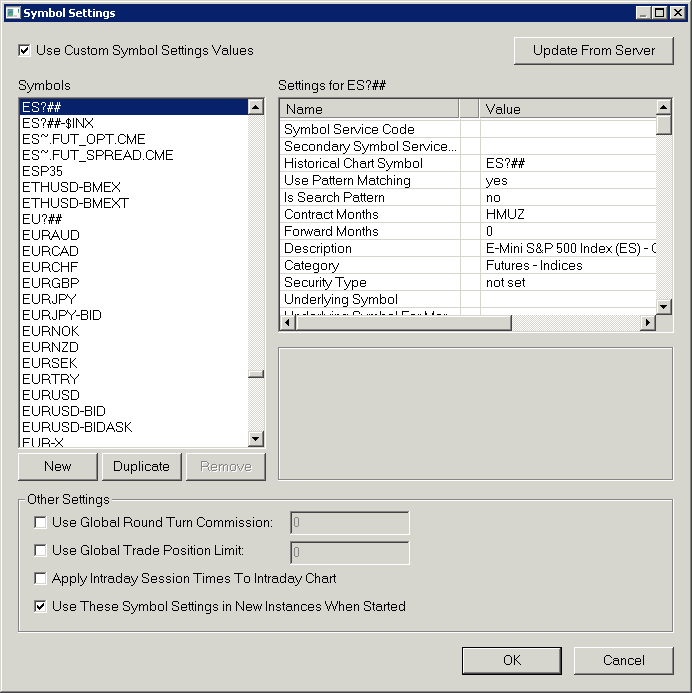 Symbol Settings
Use Custom Symbol Settings Values
Update From Server
Symbols
ES?##
ES?##-$INX
ES~.FUT_OPT.CME
ES~.FUT_SPREAD.CME
ESP35
ETHUSD-BMEX
ETHUSD-BMEXT
EU?##
EURAUD
EURCAD
EURCHF
EURGBP
EURJPY
EURJPY-BID
EURNOK
EURNZD
EURSEK
EURTRY
EURUSD
EURUSD-BID
EURUSD-BIDASK
EUR-X
New Duplicate Remove
Settings for ES?##
Name Value
Symbol Service Code
Secondary Symbol Service...
Historical Chart Symbol ES?##
Use Pattern Matching yes
Is Search Pattern no
Contract Months HMUZ
Forward Months 0
Description E-Mini S&P 500 Index (ES) -
Category Futures - Indices
Security Type not set
Underlying Symbol
Underlying Symbol For Mar
Other Settings
Use Global Round Turn Commission: 0
Use Global Trade Position Limit: 0
Apply Intraday Session Times To Intraday Chart
Use These Symbol Settings in New Instances When Started
OK Cancel